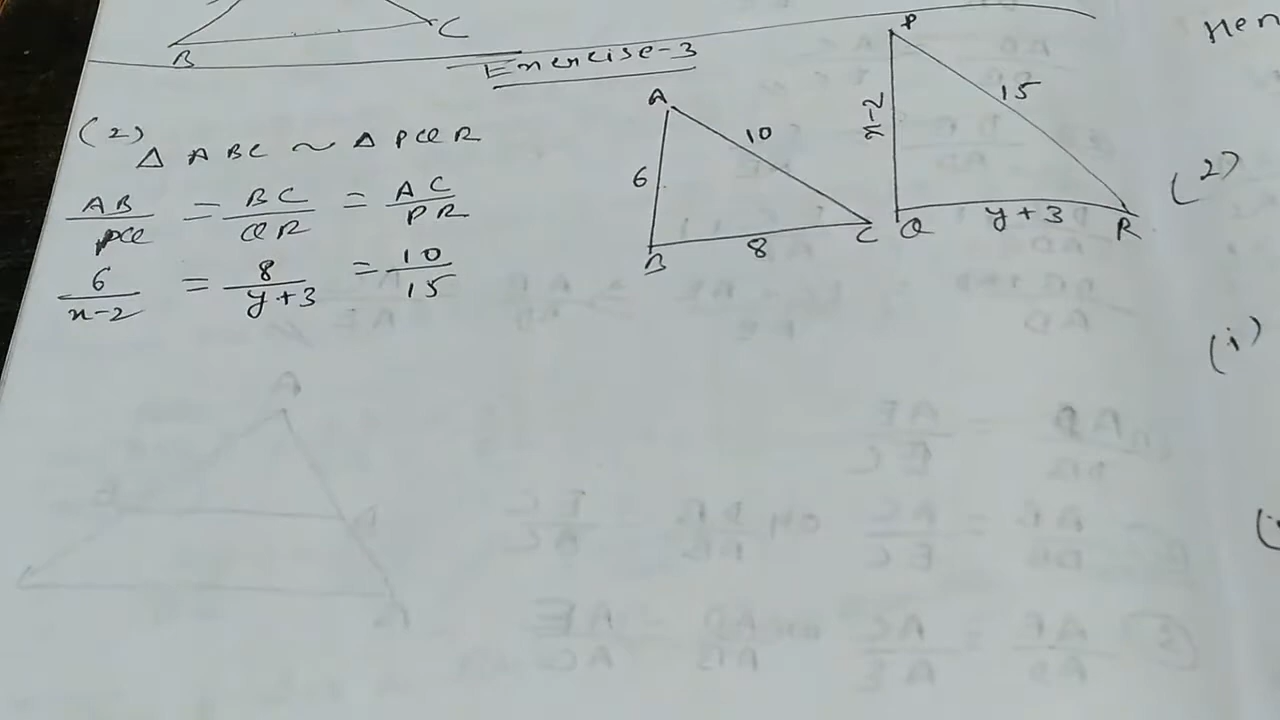 B
C
Exercise-3
(2)
△ ABC ~ △ PQR
AB/PQ = BC/QR = AC/PR
6/x-2 = 8/y+3 = 10/15
A
10
6
B
8
C
P
x-2
15
Q
y+3
R
Hen
(2)
(i)